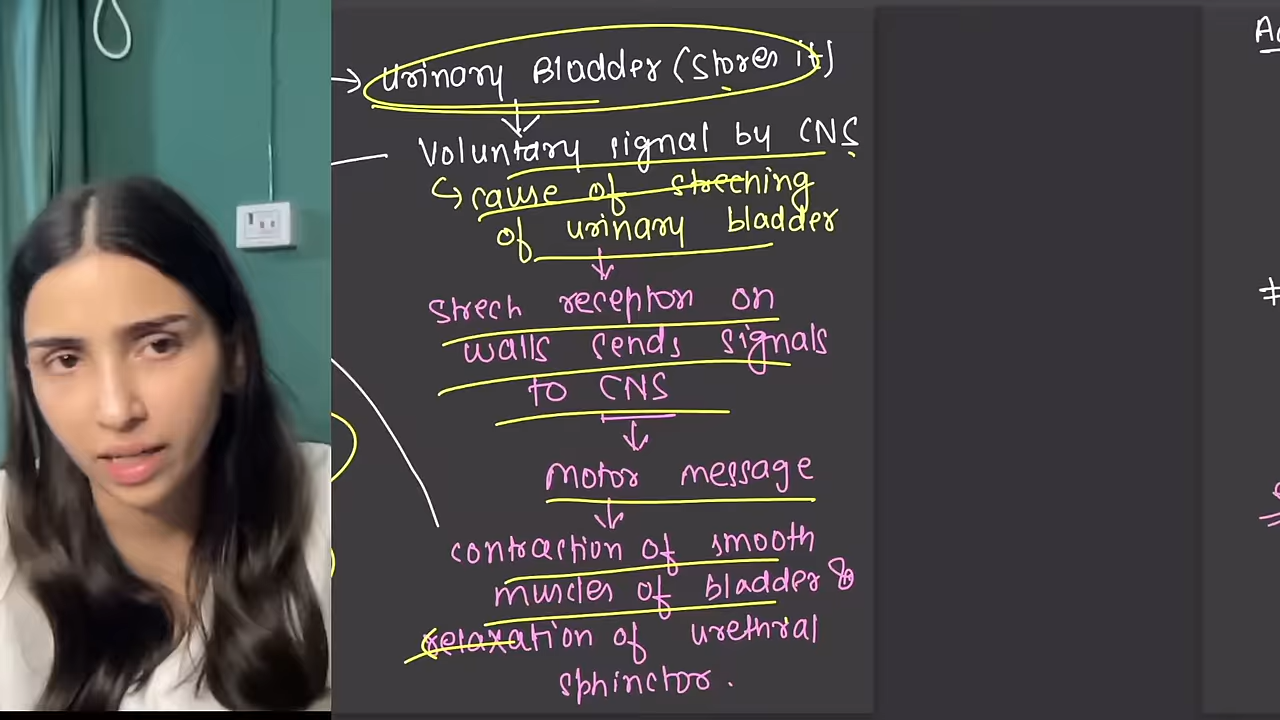 → Urinary Bladder (stores it)
↓
Voluntary signal by CNS
↳ cause of streching
of urinary bladder
↓
Strech receptor on
walls sends signals
to CNS
↓
Motor message
↓
contraction of smooth
muscles of bladder &
relaxation of urethral
sphinctor.